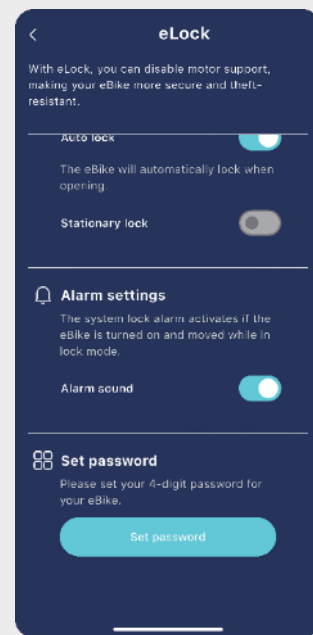 eLock
With eLock, you can disable motor support,
making your eBike more secure and theft-
resistant.
Auto lock
The eBike will automatically lock when
opening.
Stationary lock
Alarm settings
The system lock alarm activates if the
eBike is turned on and moved while in
lock mode.
Alarm sound
Set password
Please set your 4-digit password for
your eBike.
Set password